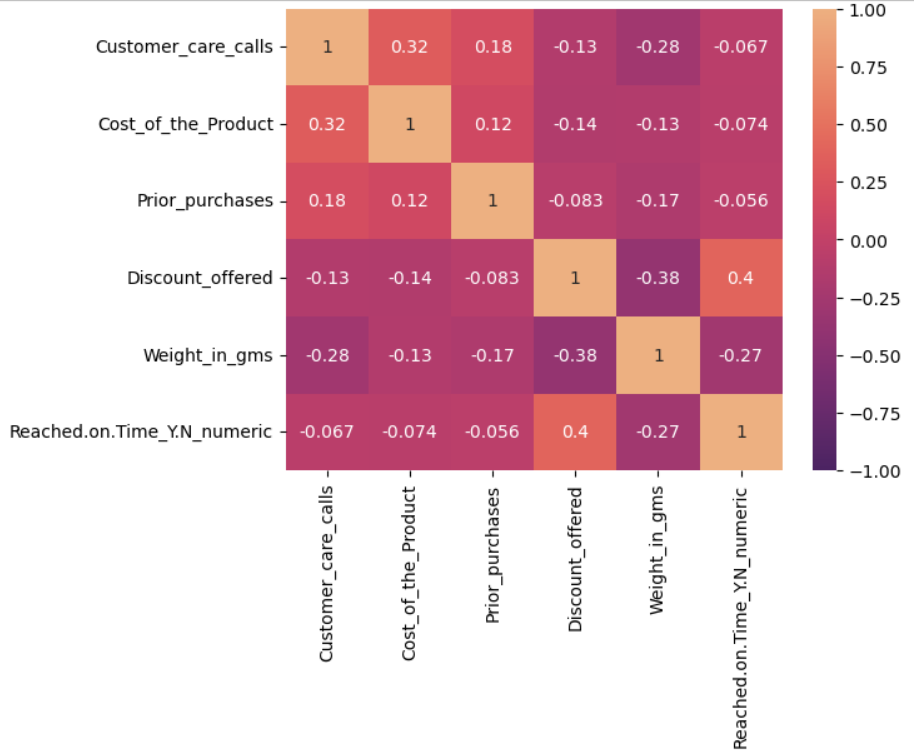 Customer_care_calls 1 0.32 0.18 -0.13 -0.28 -0.067
Cost_of_the_Product 0.32 1 0.12 -0.14 -0.13 -0.074
Prior_purchases 0.18 0.12 1 -0.083 -0.17 -0.056
Discount_offered -0.13 -0.14 -0.083 1 -0.38 0.4
Weight_in_gms -0.28 -0.13 -0.17 -0.38 1 -0.27
Reached.on.Time_Y.N_numeric -0.067 -0.074 -0.056 0.4 -0.27 1
Customer_care_calls
Cost_of_the_Product
Prior_purchases
Discount_offered
Weight_in_gms
Reached.on.Time_Y.N_numeric
1.00
0.75
0.50
0.25
0.00
−0.25
−0.50
−0.75
−1.00